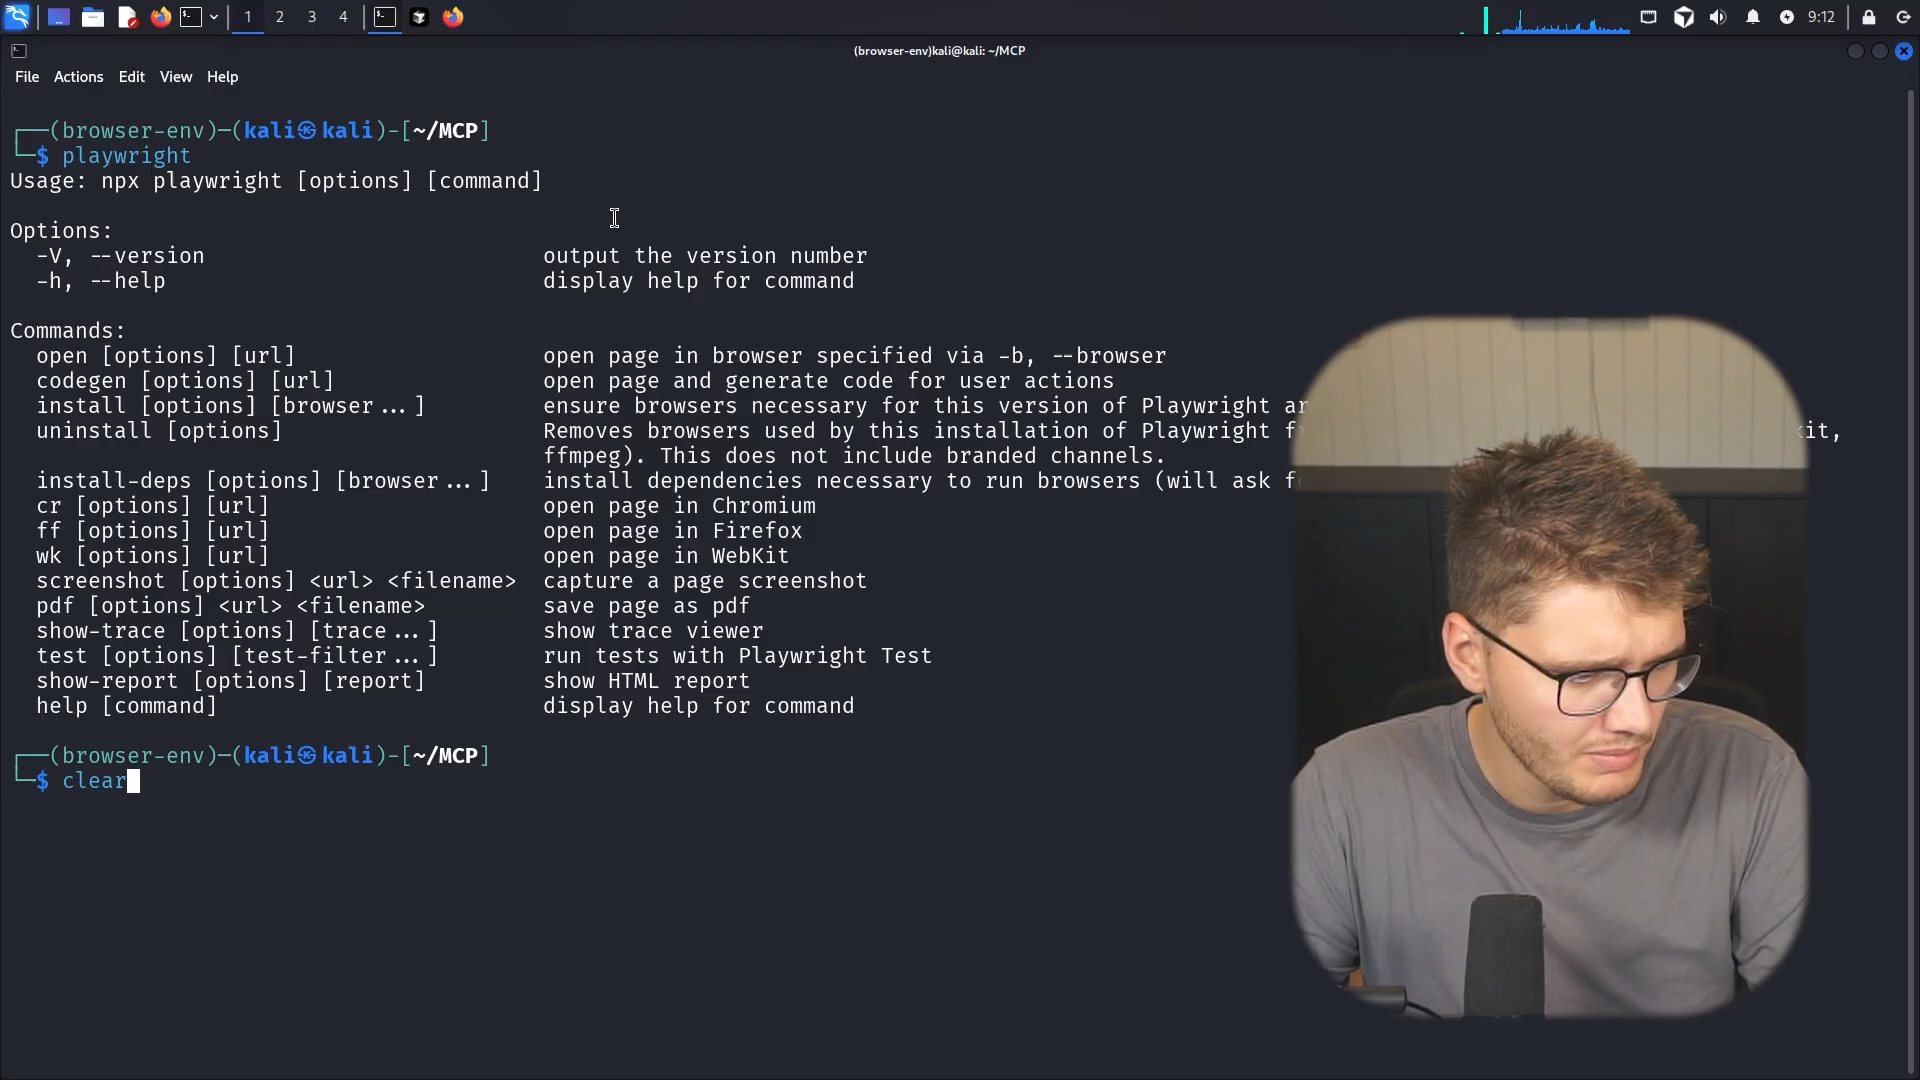 1 2 3 4 9:12
(browser-env)kali@kali: ~/MCP
File Actions Edit View Help
┌──(browser-env)─(kali㉿kali)-[~/MCP]
└─$ playwright
Usage: npx playwright [options] [command]
Options:
-V, --version output the version number
-h, --help display help for command
Commands:
open [options] [url] open page in browser specified via -b, --browser
codegen [options] [url] open page and generate code for user actions
install [options] [browser...] ensure browsers necessary for this version of Playwright
uninstall [options] Removes browsers used by this installation of Playwright
ffmpeg). This does not include branded channels.
install-deps [options] [browser...] install dependencies necessary to run browsers (will ask
cr [options] [url] open page in Chromium
ff [options] [url] open page in Firefox
wk [options] [url] open page in WebKit
screenshot [options] <url> <filename> capture a page screenshot
pdf [options] <url> <filename> save page as pdf
show-trace [options] [trace...] show trace viewer
test [options] [test-filter...] run tests with Playwright Test
show-report [options] [report] show HTML report
help [command] display help for command
┌──(browser-env)─(kali㉿kali)-[~/MCP]
└─$ clear